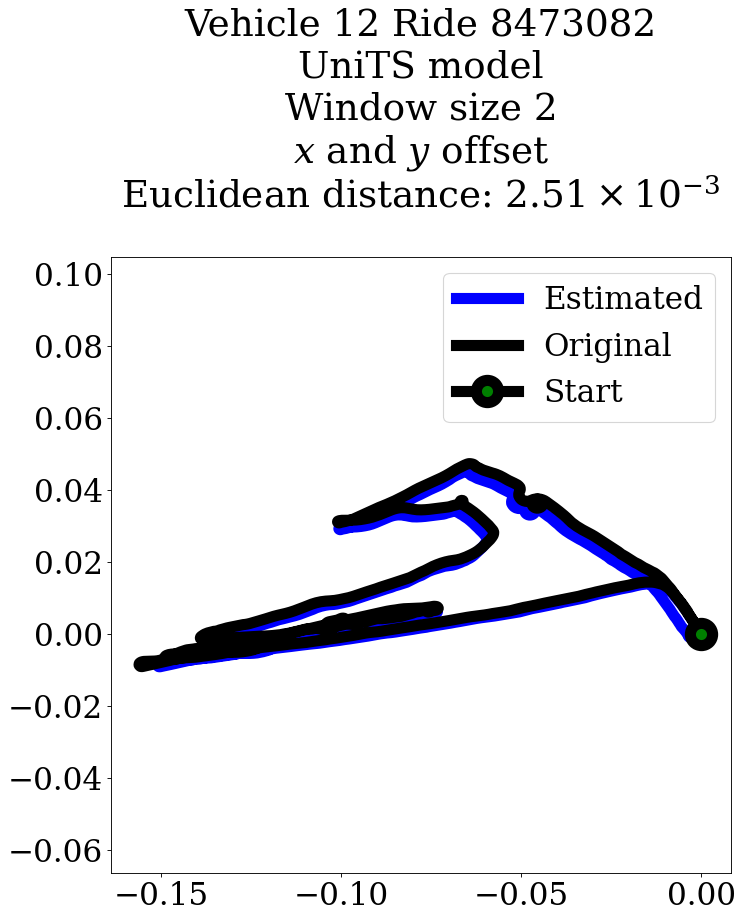 Vehicle 12 Ride 8473082
UniTS model
Window size 2
x and y offset
Euclidean distance: 2.51 × 10⁻³
Estimated
Original
Start
0.10
0.08
0.06
0.04
0.02
0.00
−0.02
−0.04
−0.06
−0.15 −0.10 −0.05 0.00